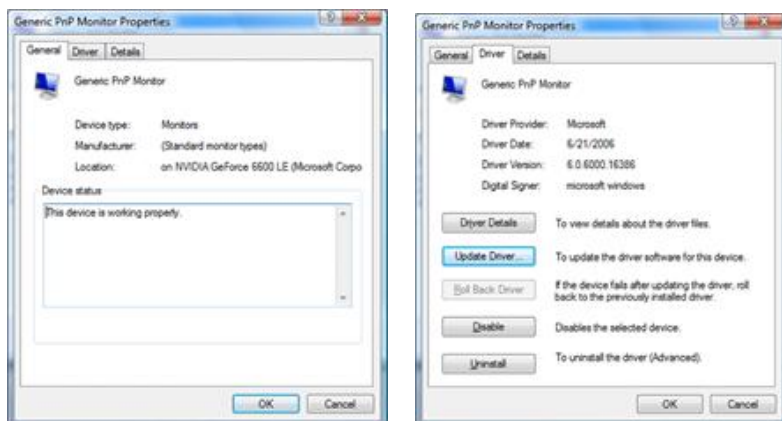 Generic PnP Monitor Properties
General Driver Details
Generic PnP Monitor
Device type: Monitors
Manufacturer: (Standard monitor types)
Location: on NVIDIA GeForce 6600 LE (Microsoft Corpo
Device status
This device is working properly.
OK Cancel
Generic PnP Monitor Properties
General Driver Details
Generic PnP Monitor
Driver Provider: Microsoft
Driver Date: 6/21/2006
Driver Version: 6.0.6000.16386
Digital Signer: microsoft windows
Driver Details To view details about the driver files.
Update Driver... To update the driver software for this device.
Roll Back Driver If the device fails after updating the driver, roll
back to the previously installed driver.
Disable Disables the selected device.
Uninstall To uninstall the driver (Advanced).
OK Cancel